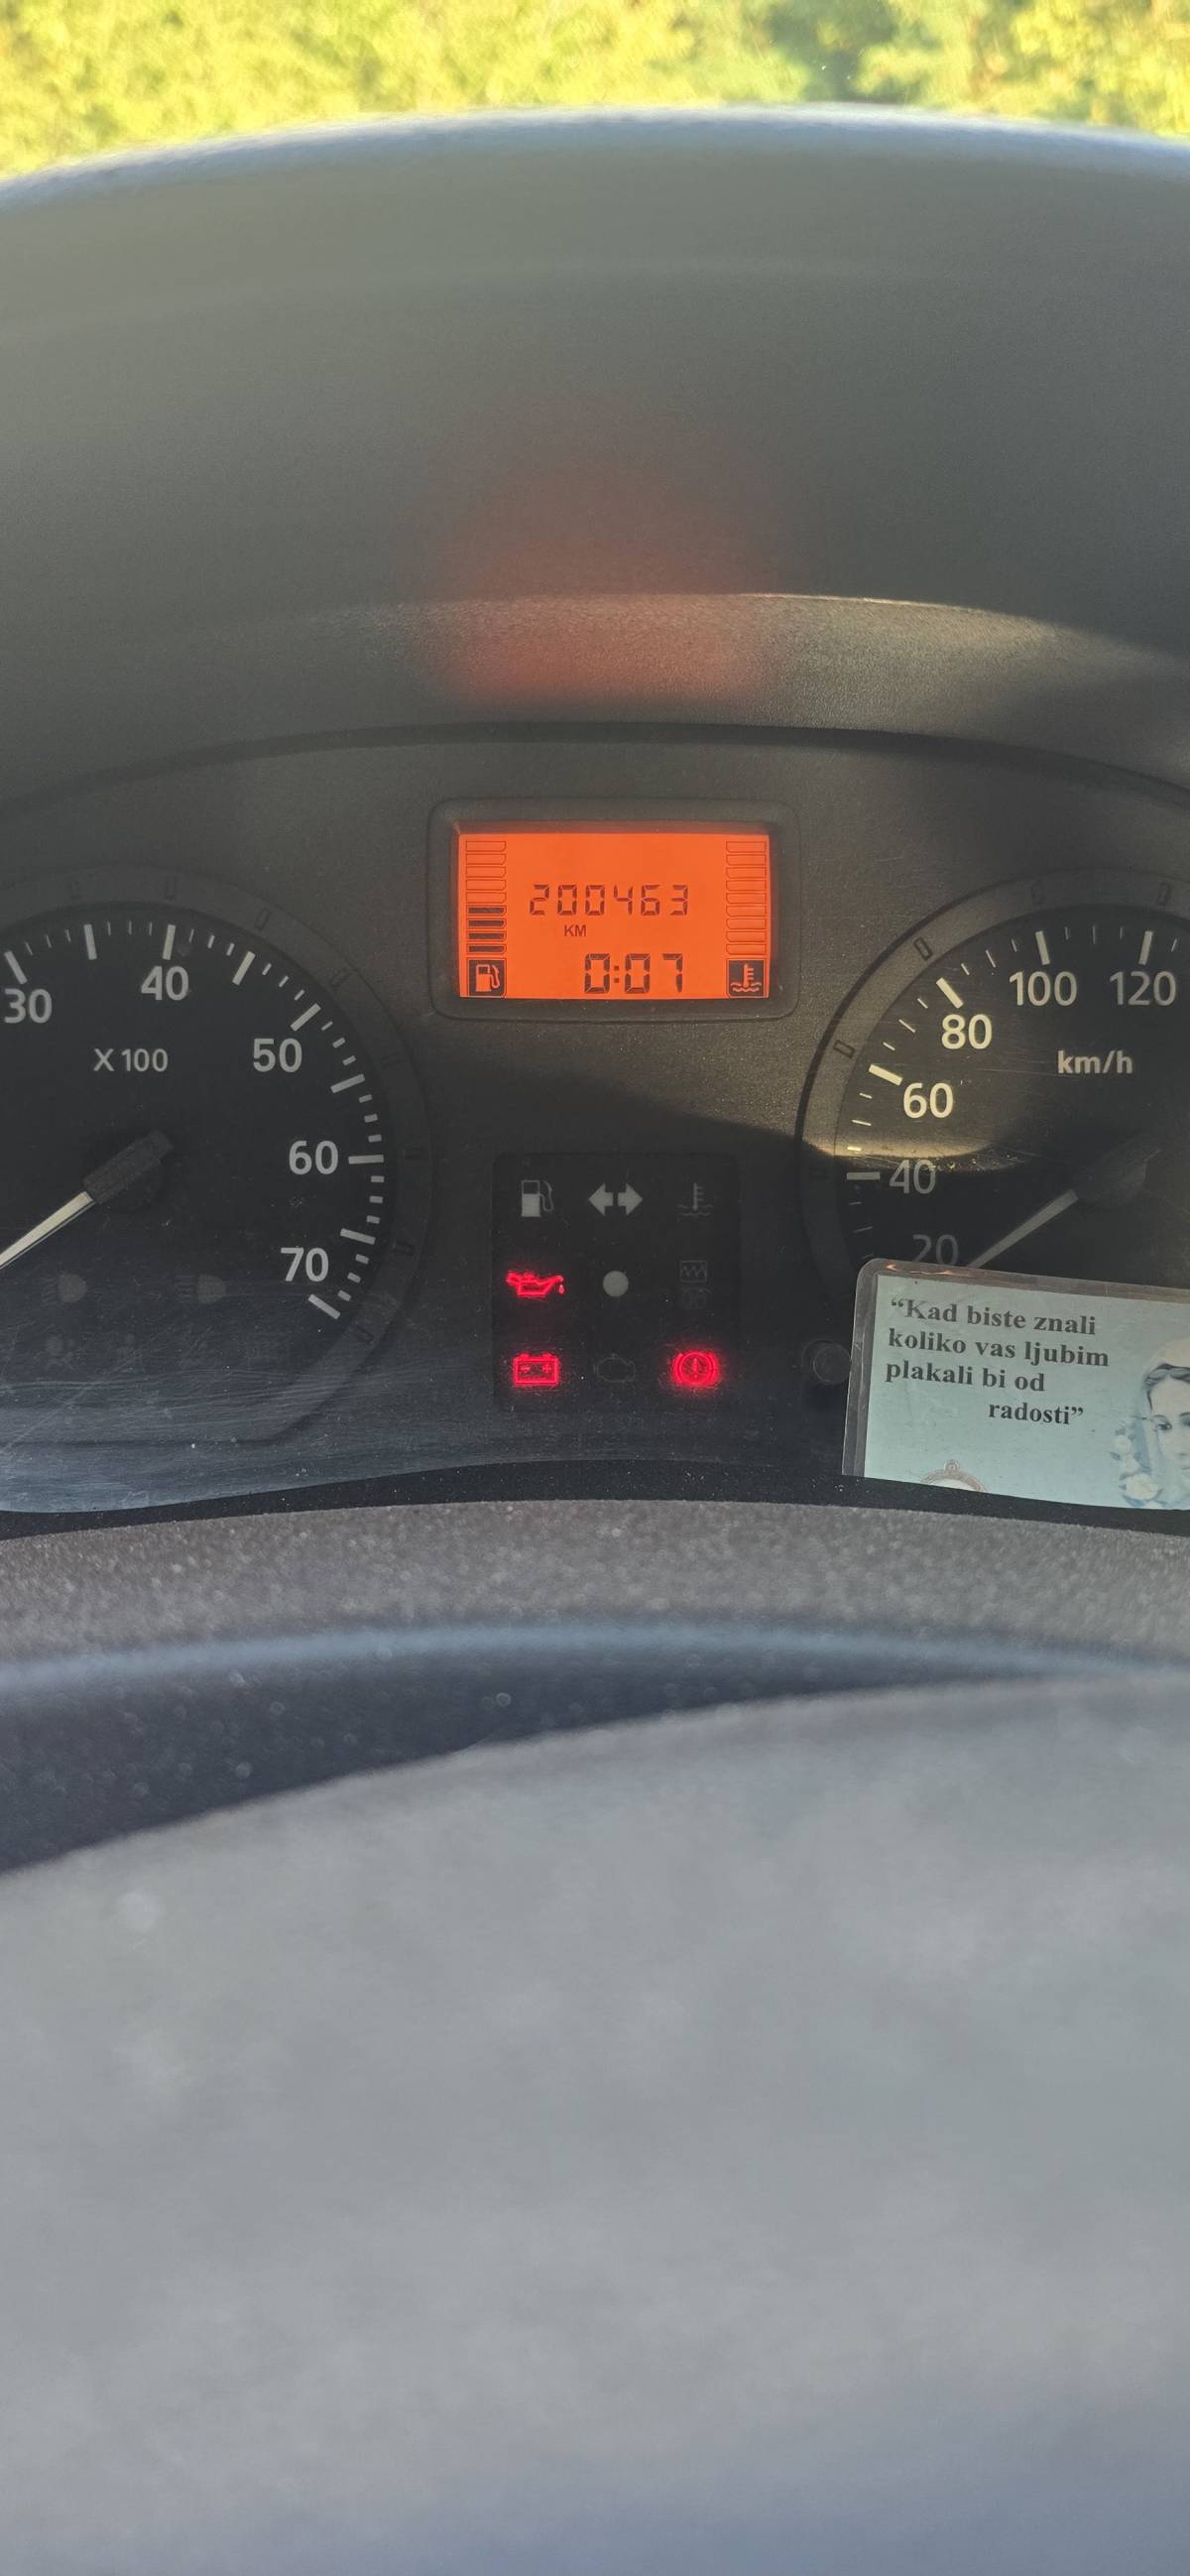 200463
KM
0:07
30
40
50
60
70
X 100
20
40
60
80
100
120
km/h
“Kad biste znali
koliko vas ljubim
plakali bi od
radosti”